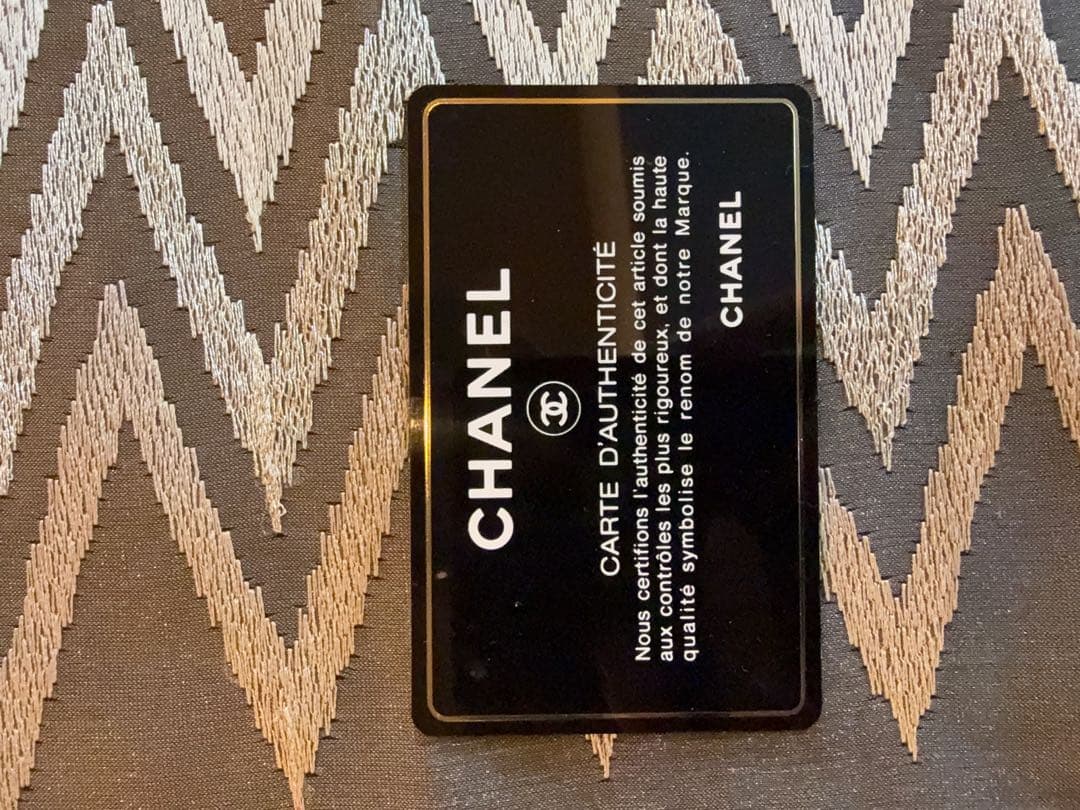 CHANEL
CARTE D'AUTHENTICITÉ
Nous certifions l'authenticité de cet article soumis
aux contrôles les plus rigoureux, et dont la haute
qualité symbolise le renom de notre Marque.
CHANEL